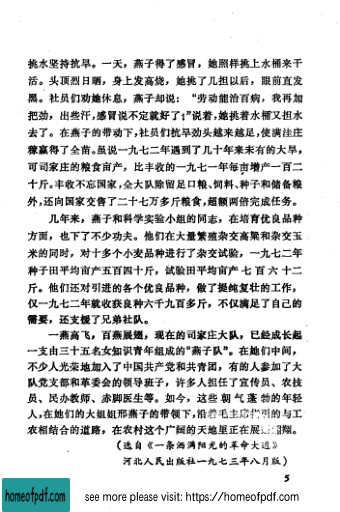 挑水坚持抗旱。一天，燕子得了感冒，她照样挑上水桶来干
活。头顶烈日晒，身上发高烧，她挑了几担以后，眼前直发
黑。社员们劝她休息，燕子却说：“劳动能治百病，我再加
把劲，出些汗，感冒说不定就好了！”说着，她挑着水桶又担水
去了。在燕子的带动下，社员们抗旱劲头越来越足，使满洼庄
稼赢得了全苗。虽说一九七二年遇到了几十年来未有的大旱，
可司家庄的粮食亩产，比丰收的一九七一年每亩增产一百二
十斤。丰收不忘国家，全大队除留足口粮、饲料、种子和储备粮
外，还向国家交售了二十七万多斤粮食，超额两倍完成任务。
几年来，燕子和科学实验小组的同志，在培育优良品种
方面，也下了不少功夫。他们在大量繁殖杂交高粱和杂交玉
米的同时，对十多个小麦品种进行了杂交试验，一九七二年
种子田平均亩产五百四十斤，试验田平均亩产七百六十二
斤。他们还对引进的各个优良品种，做了提纯复壮的工作，
仅一九七二年就收获良种六千九百多斤，不仅满足了自己的
需要，还支援了兄弟社队。
一燕高飞，百燕展翅，现在的司家庄大队，已经成长起
一支由三十五名女知识青年组成的“燕子队”。在她们中间，
不少人光荣地加入了中国共产党和共青团，有的人参加了大
队党支部和革委会的领导班子，许多人担任了宣传员、农技
员、民办教师、赤脚医生等。如今，这些朝气蓬勃的年轻
人，在她们的大姐姐邢燕子的带领下，沿着毛主席指引的与工
农相结合的道路，在农村这个广阔的天地里正在展翅翱翔。
（选自《一条洒满阳光的革命大道》
河北人民出版社一九七三年八月版）
5
homeofpdf.com
see more please visit: https://homeofpdf.com